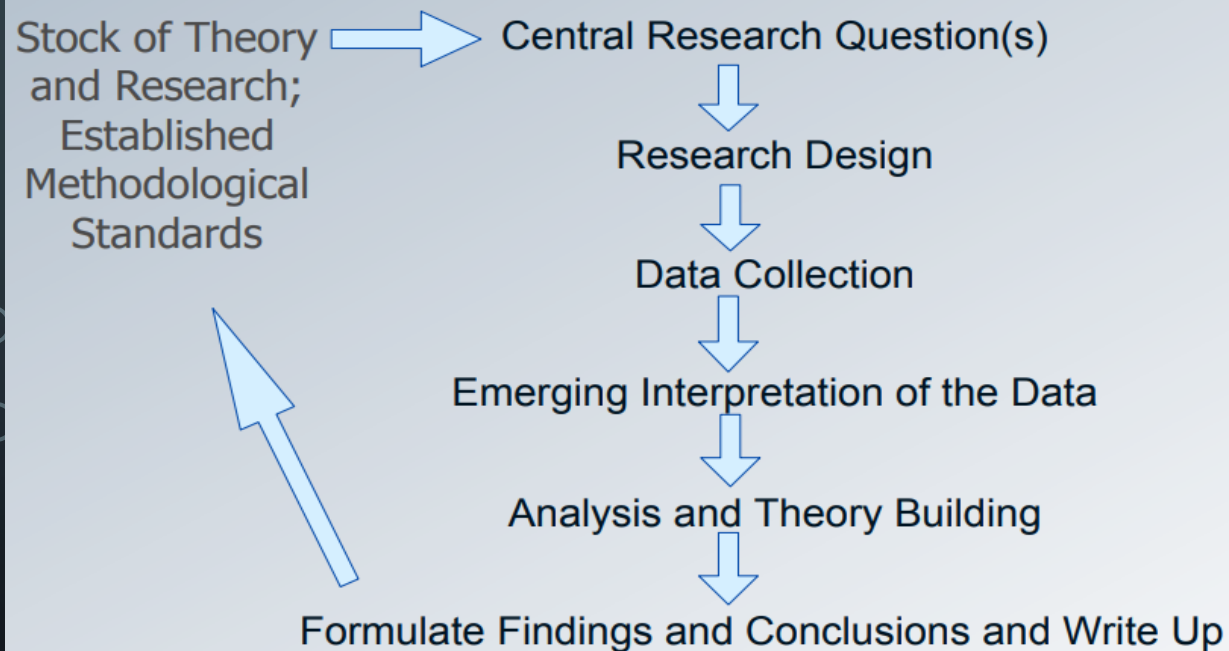 Stock of Theory
and Research;
Established
Methodological
Standards
Central Research Question(s)
Research Design
Data Collection
Emerging Interpretation of the Data
Analysis and Theory Building
Formulate Findings and Conclusions and Write Up